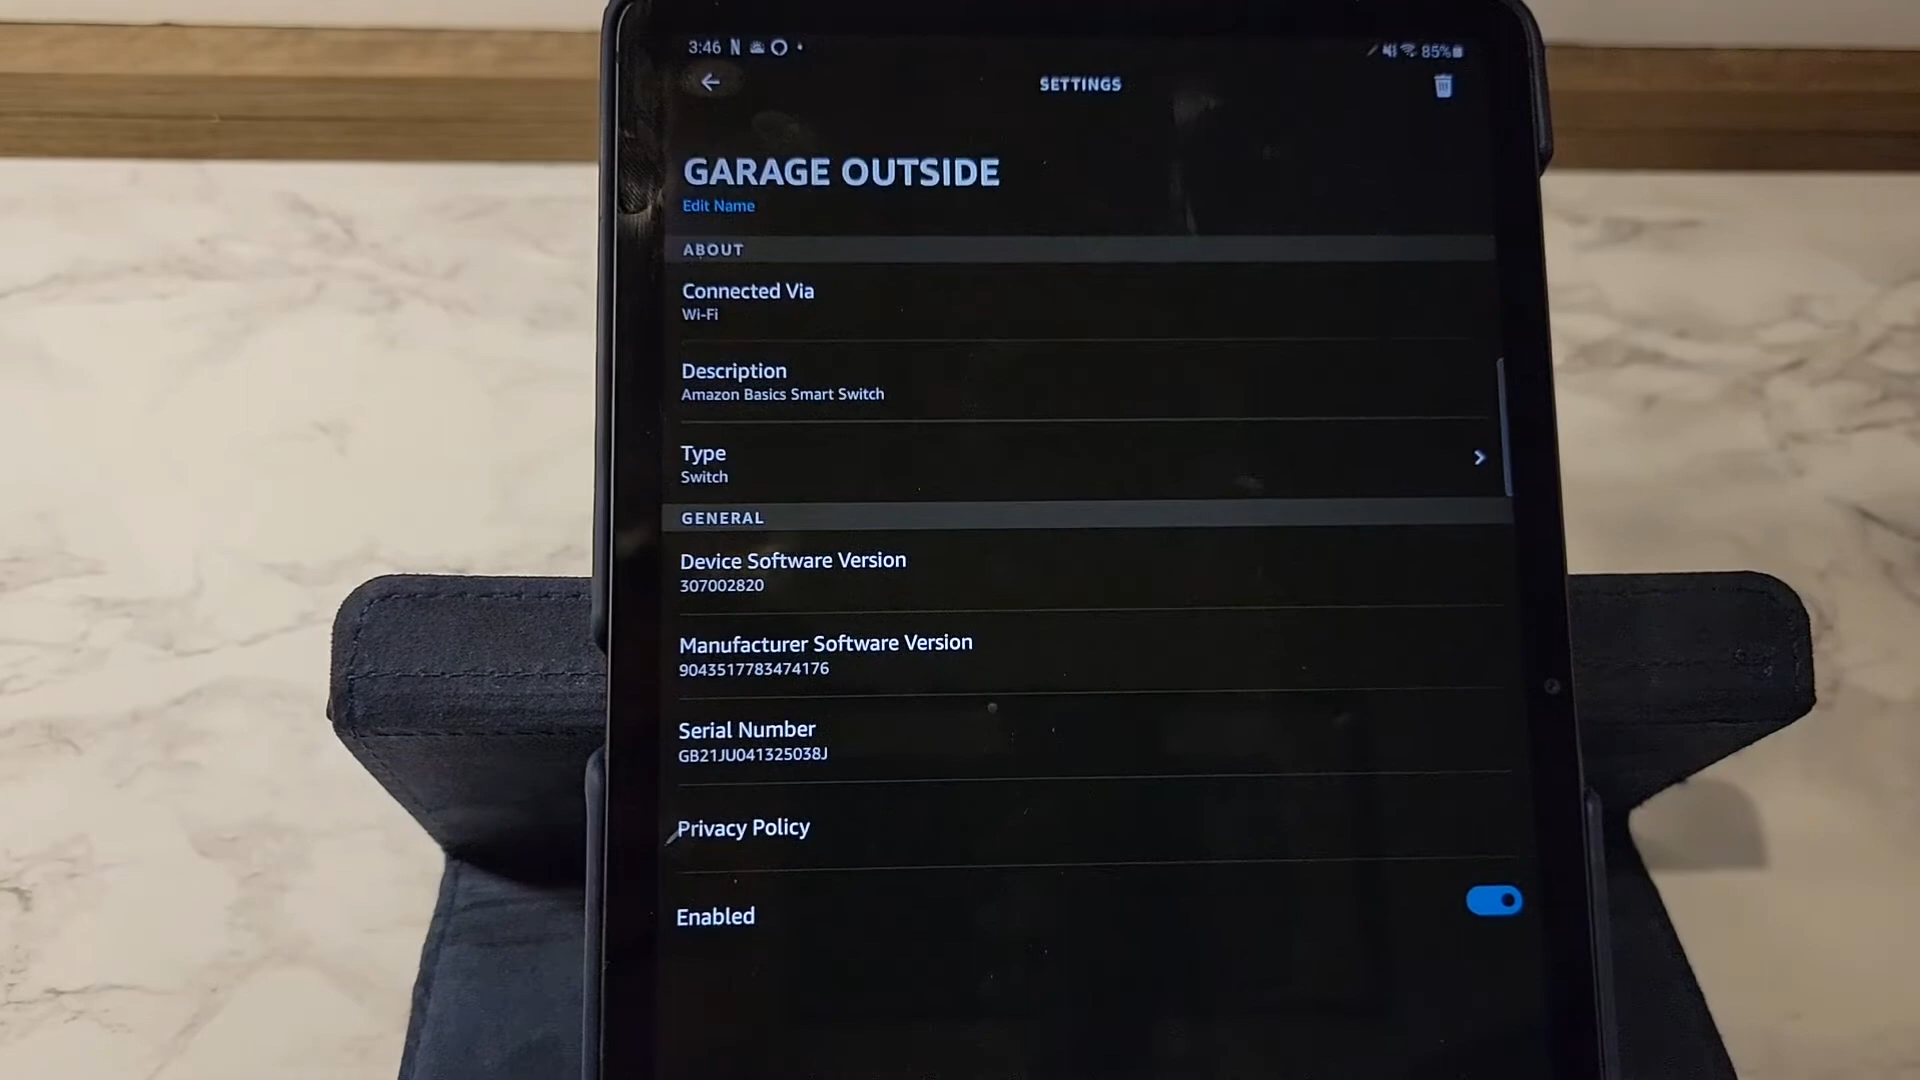 3:46 N 85%
SETTINGS
GARAGE OUTSIDE
Edit Name
ABOUT
Connected Via
Wi-Fi
Description
Amazon Basics Smart Switch
Type
Switch
GENERAL
Device Software Version
307002820
Manufacturer Software Version
9043517783474176
Serial Number
GB21JU041325038J
Privacy Policy
Enabled